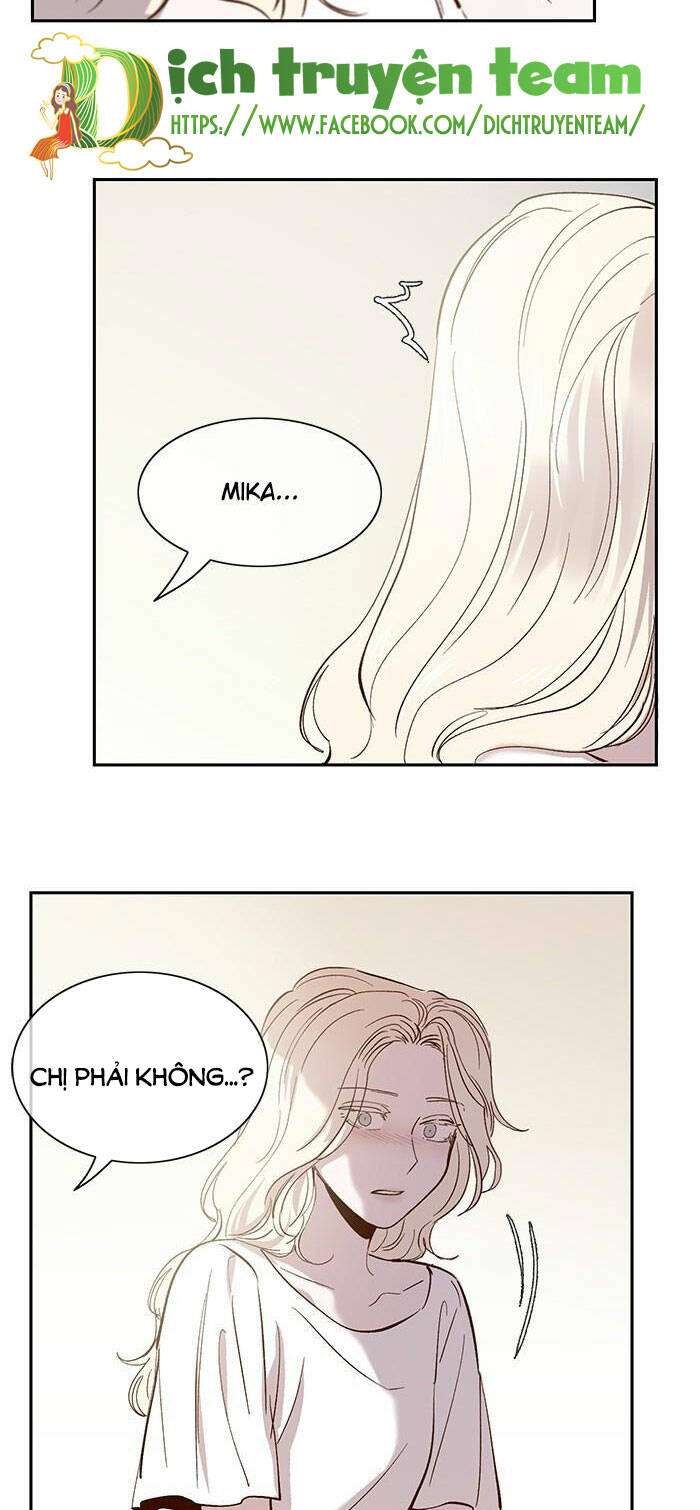 Dịch truyện team
HTTPS://WWW.FACEBOOK.COM/DICHTRUYENTEAM/
MIKA...
CHỊ PHẢI KHÔNG...?